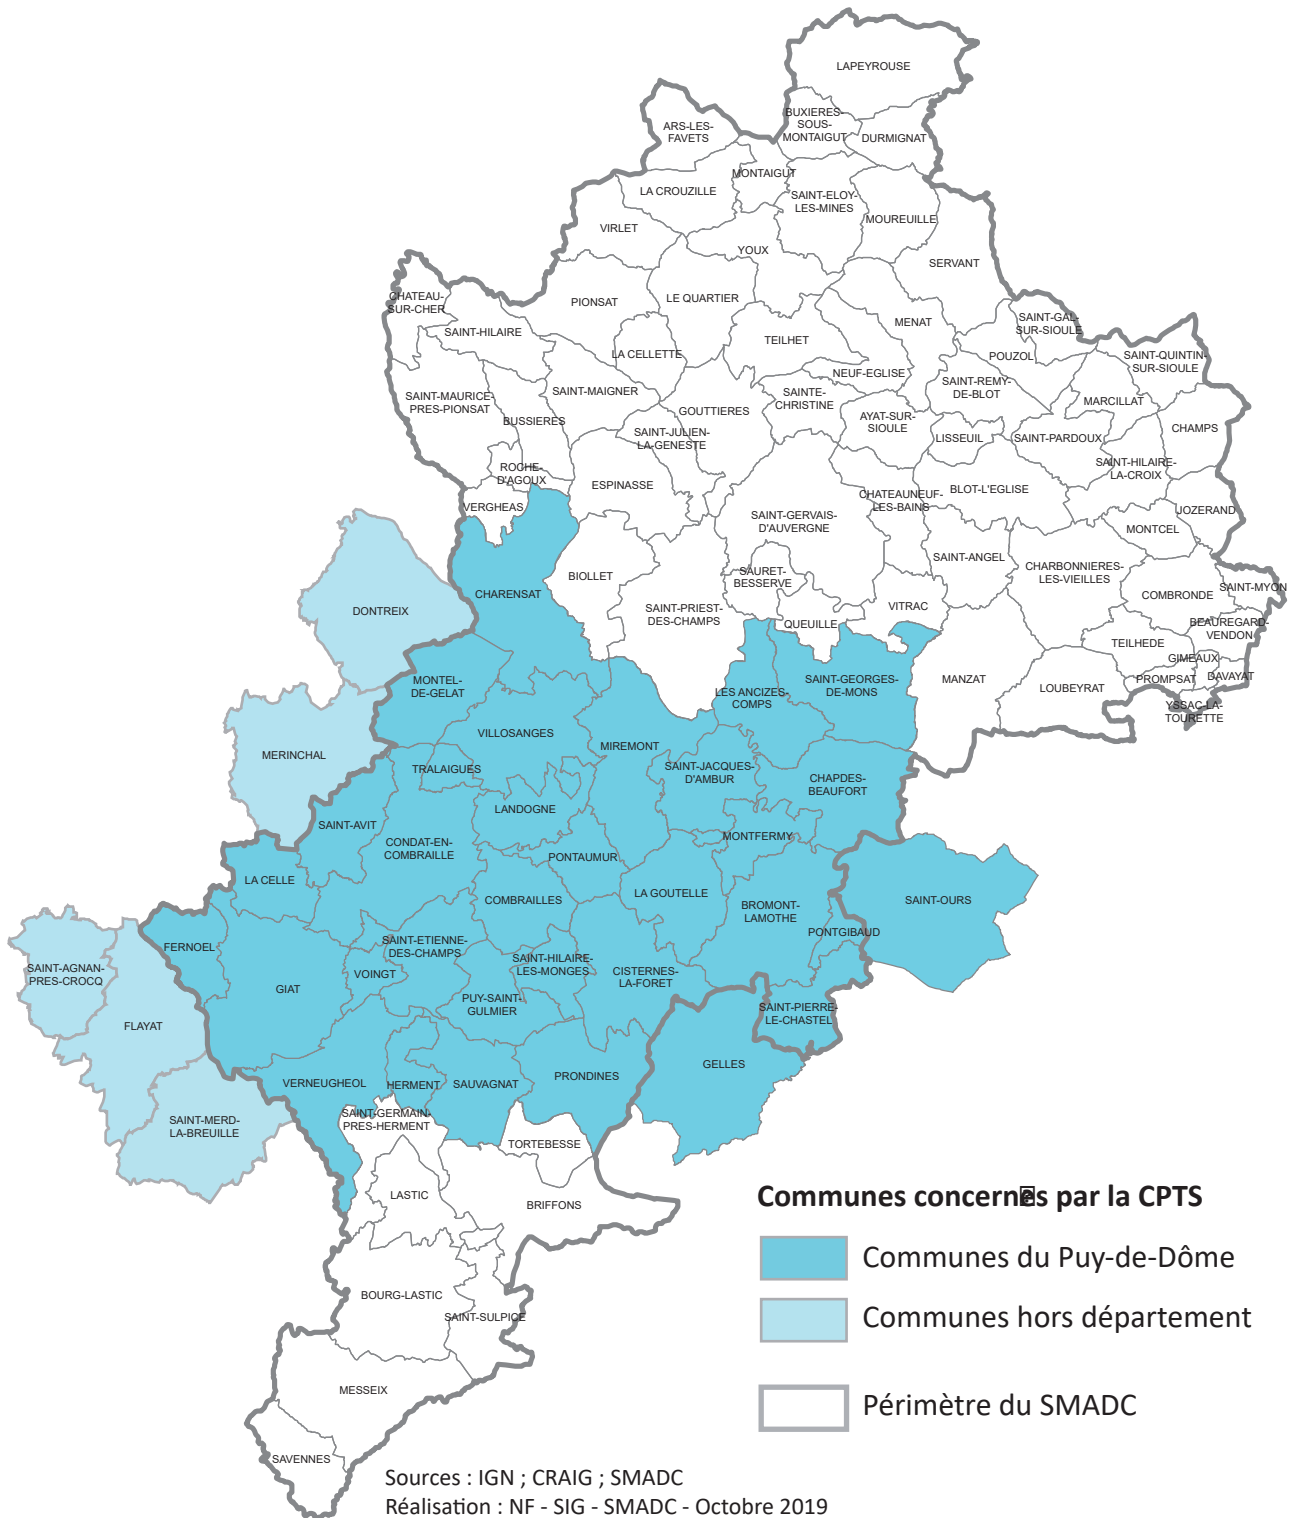 LAPEYROUSE
BUXIERES-
SOUS-
MONTAIGUT
ARS-LES-
FAVETS
DURMIGNAT
MONTAIGUT
LA CROUZILLE
SAINT-ELOY-
LES-MINES
MOUREUILLE
VIRLET
YOUX
SERVANT
CHATEAU-
SUR-CHER
PIONSAT
LE QUARTIER
SAINT-HILAIRE
MENAT
SAINT-GAL-
SUR-SIOULE
TEILHET
LA CELLETTE
POUZOL
SAINT-QUINTIN-
SUR-SIOULE
NEUF-EGLISE
SAINT-MAURICE-
PRES-PIONSAT
SAINT-MAIGNER
SAINTE-
CHRISTINE
SAINT-REMY-
DE-BLOT
MARCILLAT
BUSSIERES
GOUTTIERES
AYAT-SUR-
SIOULE
SAINT-JULIEN-
LA-GENESTE
LISSEUIL
SAINT-PARDOUX
CHAMPS
ROCHE-
D'AGOUX
SAINT-HILAIRE-
LA-CROIX
ESPINASSE
BLOT-L'EGLISE
CHATEAUNEUF-
LES-BAINS
VERGHEAS
SAINT-GERVAIS-
D'AUVERGNE
JOZERAND
MONTCEL
SAINT-ANGEL
CHARBONNIERES-
LES-VIEILLES
BIOLLET
SAURET-
BESSERVE
SAINT-MYON
CHARENSAT
COMBRONDE
DONTREIX
SAINT-PRIEST-
DES-CHAMPS
VITRAC
QUEUILLE
BEAUREGARD-
VENDON
TEILHEDE
GIMEAUX
MONTEL-
DE-GELAT
LES ANCIZES-
COMPS
SAINT-GEORGES-
DE-MONS
MANZAT
LOUBEYRAT
PROMPSAT
DAVAYAT
YSSAC-LA-
TOURETTE
VILLOSANGES
MIREMONT
MERINCHAL
TRALAIGUES
SAINT-JACQUES-
D'AMBUR
CHAPDES-
BEAUFORT
LANDOGNE
SAINT-AVIT
CONDAT-EN-
COMBRAILLE
MONTFERMY
PONTAUMUR
LA CELLE
COMBRAILLES
LA GOUTELLE
BROMONT-
LAMOTHE
SAINT-OURS
PONTGIBAUD
FERNOEL
SAINT-ETIENNE-
DES-CHAMPS
SAINT-HILAIRE-
LES-MONGES
SAINT-AGNAN-
PRES-CROCQ
VOINGT
CISTERNES-
LA-FORET
GIAT
PUY-SAINT-
GULMIER
SAINT-PIERRE-
LE-CHASTEL
FLAYAT
GELLES
VERNEUGHEOL
HERMENT
SAUVAGNAT
PRONDINES
SAINT-GERMAIN-
PRES-HERMENT
SAINT-MERD-
LA-BREUILLE
TORTEBESSE
LASTIC
BRIFFONS
BOURG-LASTIC
SAINT-SULPICE
MESSEIX
SAVENNES
Communes concernés par la CPTS
Communes du Puy-de-Dôme
Communes hors département
Périmètre du SMADC
Sources : IGN ; CRAIG ; SMADC
Réalisation : NF - SIG - SMADC - Octobre 2019